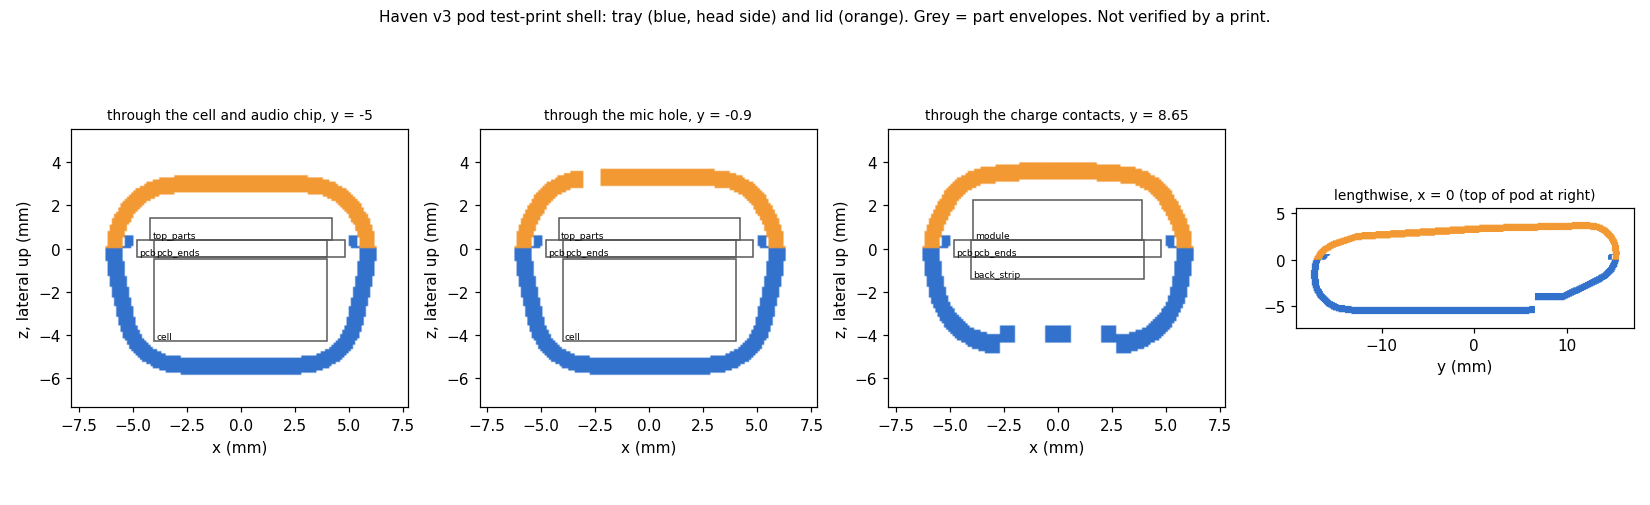 Haven v3 pod test-print shell: tray (blue, head side) and lid (orange). Grey = part envelopes. Not verified by a print.
through the cell and audio chip, y = -5
4
2
0
−2
−4
−6
z, lateral up (mm)
top_parts
pcb
pcb_ends
cell
−7.5
−5.0
−2.5
0.0
2.5
5.0
7.5
x (mm)
through the mic hole, y = -0.9
4
2
0
−2
−4
−6
z, lateral up (mm)
top_parts
pcb
pcb_ends
cell
−7.5
−5.0
−2.5
0.0
2.5
5.0
7.5
x (mm)
through the charge contacts, y = 8.65
4
2
0
−2
−4
−6
z, lateral up (mm)
module
pcb
pcb_ends
back_strip
−7.5
−5.0
−2.5
0.0
2.5
5.0
7.5
x (mm)
lengthwise, x = 0 (top of pod at right)
5
0
−5
−10
0
10
y (mm)